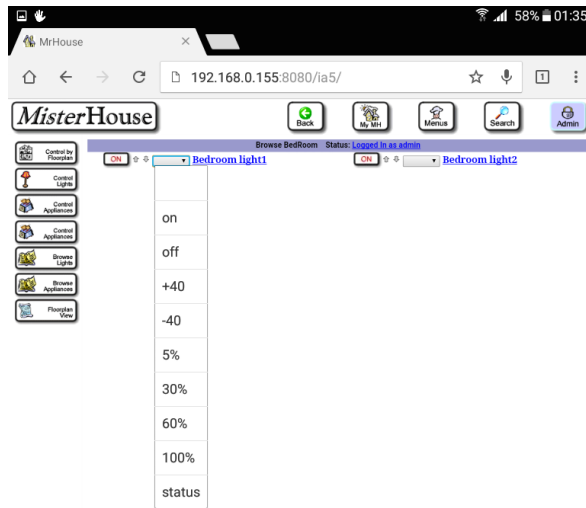 58% 01:35
MrHouse
192.168.0.155:8080/ia5/
1
MisterHouse
Back
My MH
Menus
Search
Admin
Browse BedRoom Status: Logged In as admin
Control by
Floorplan
Control
Lights
Control
Appliances
Control
Appliances
Browse
Lights
Browse
Appliances
Floorplan
View
ON Bedroom light1
ON Bedroom light2
on
off
+40
-40
5%
30%
60%
100%
status